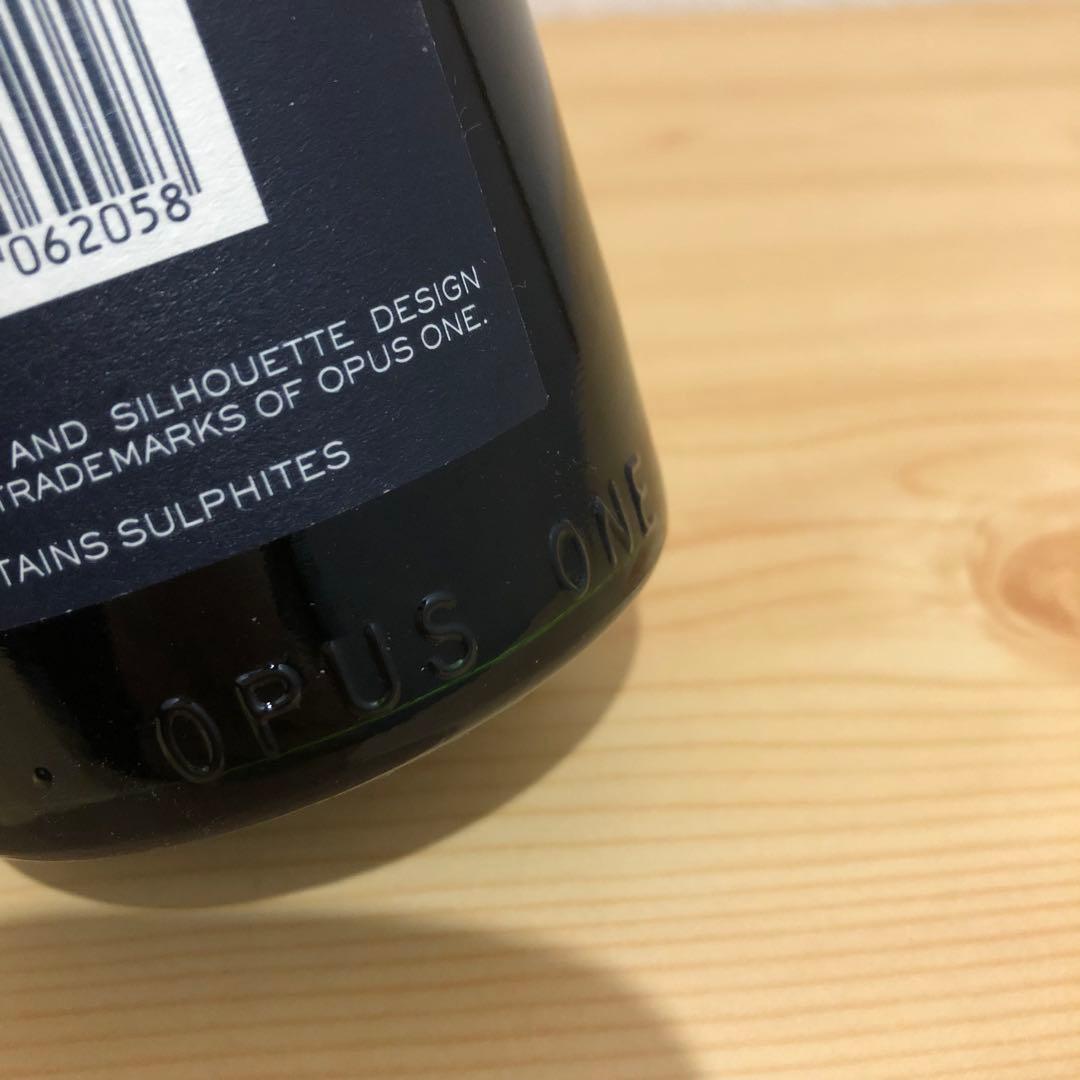 062058
AND SILHOUETTE DESIGN
TRADEMARKS OF OPUS ONE.
TAINS SULPHITES
OPUS ONE